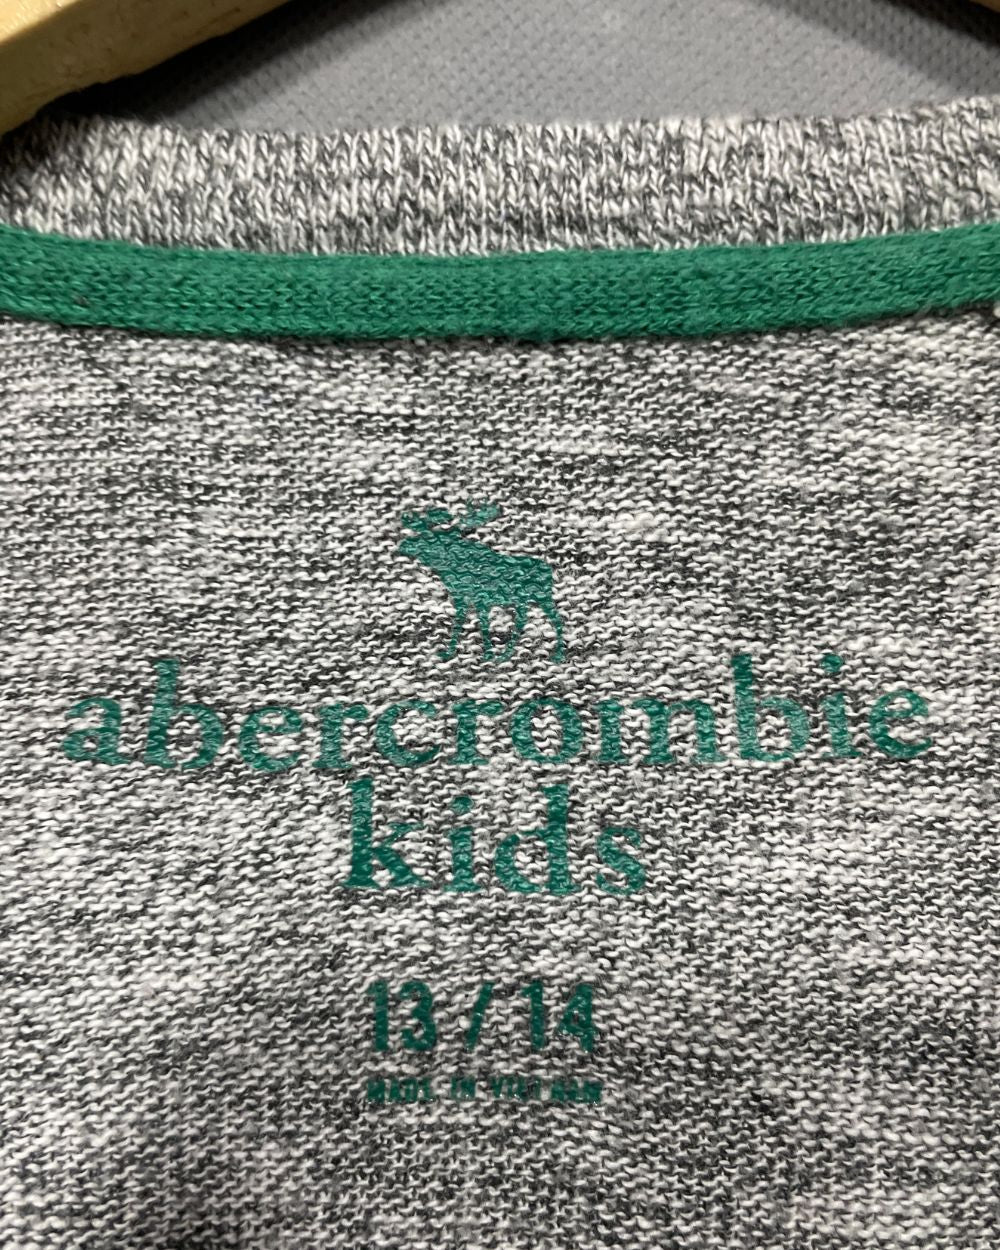 abercrombie
kids
13 / 14
MADE IN VIETNAM